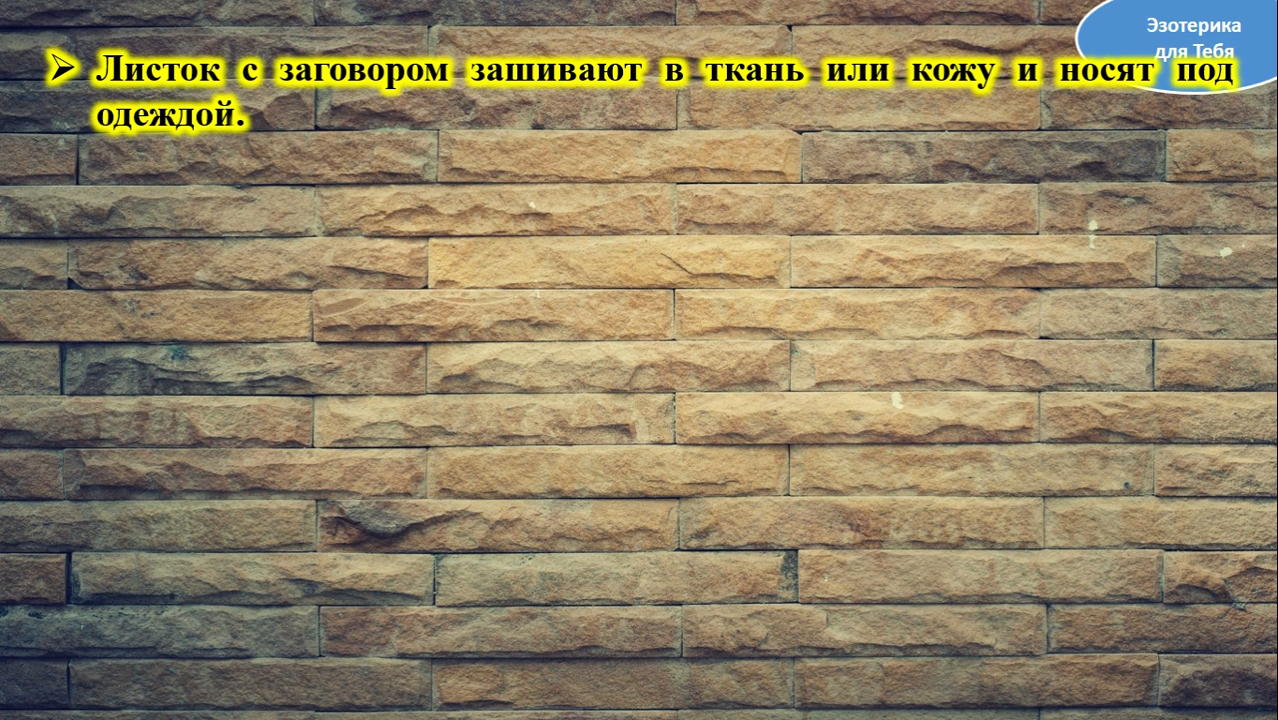 Эзотерика
для Тебя
Листок с заговором зашивают в ткань или кожу и носят под
одеждой.